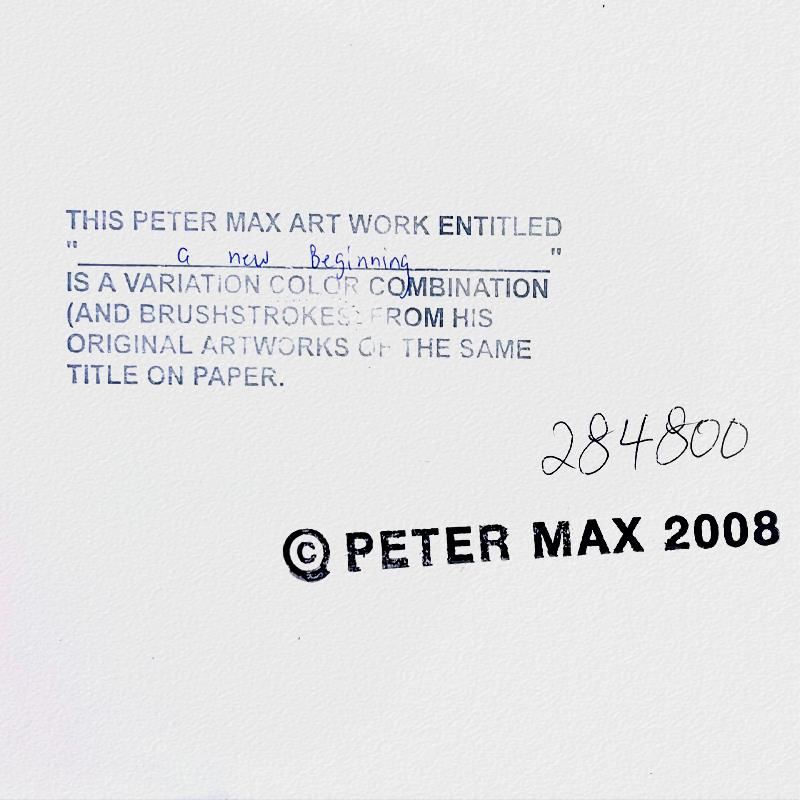 THIS PETER MAX ART WORK ENTITLED
" a new Beginning "
IS A VARIATION COLOR COMBINATION
(AND BRUSHSTROKES) FROM HIS
ORIGINAL ARTWORKS OF THE SAME
TITLE ON PAPER.
284800
© PETER MAX 2008